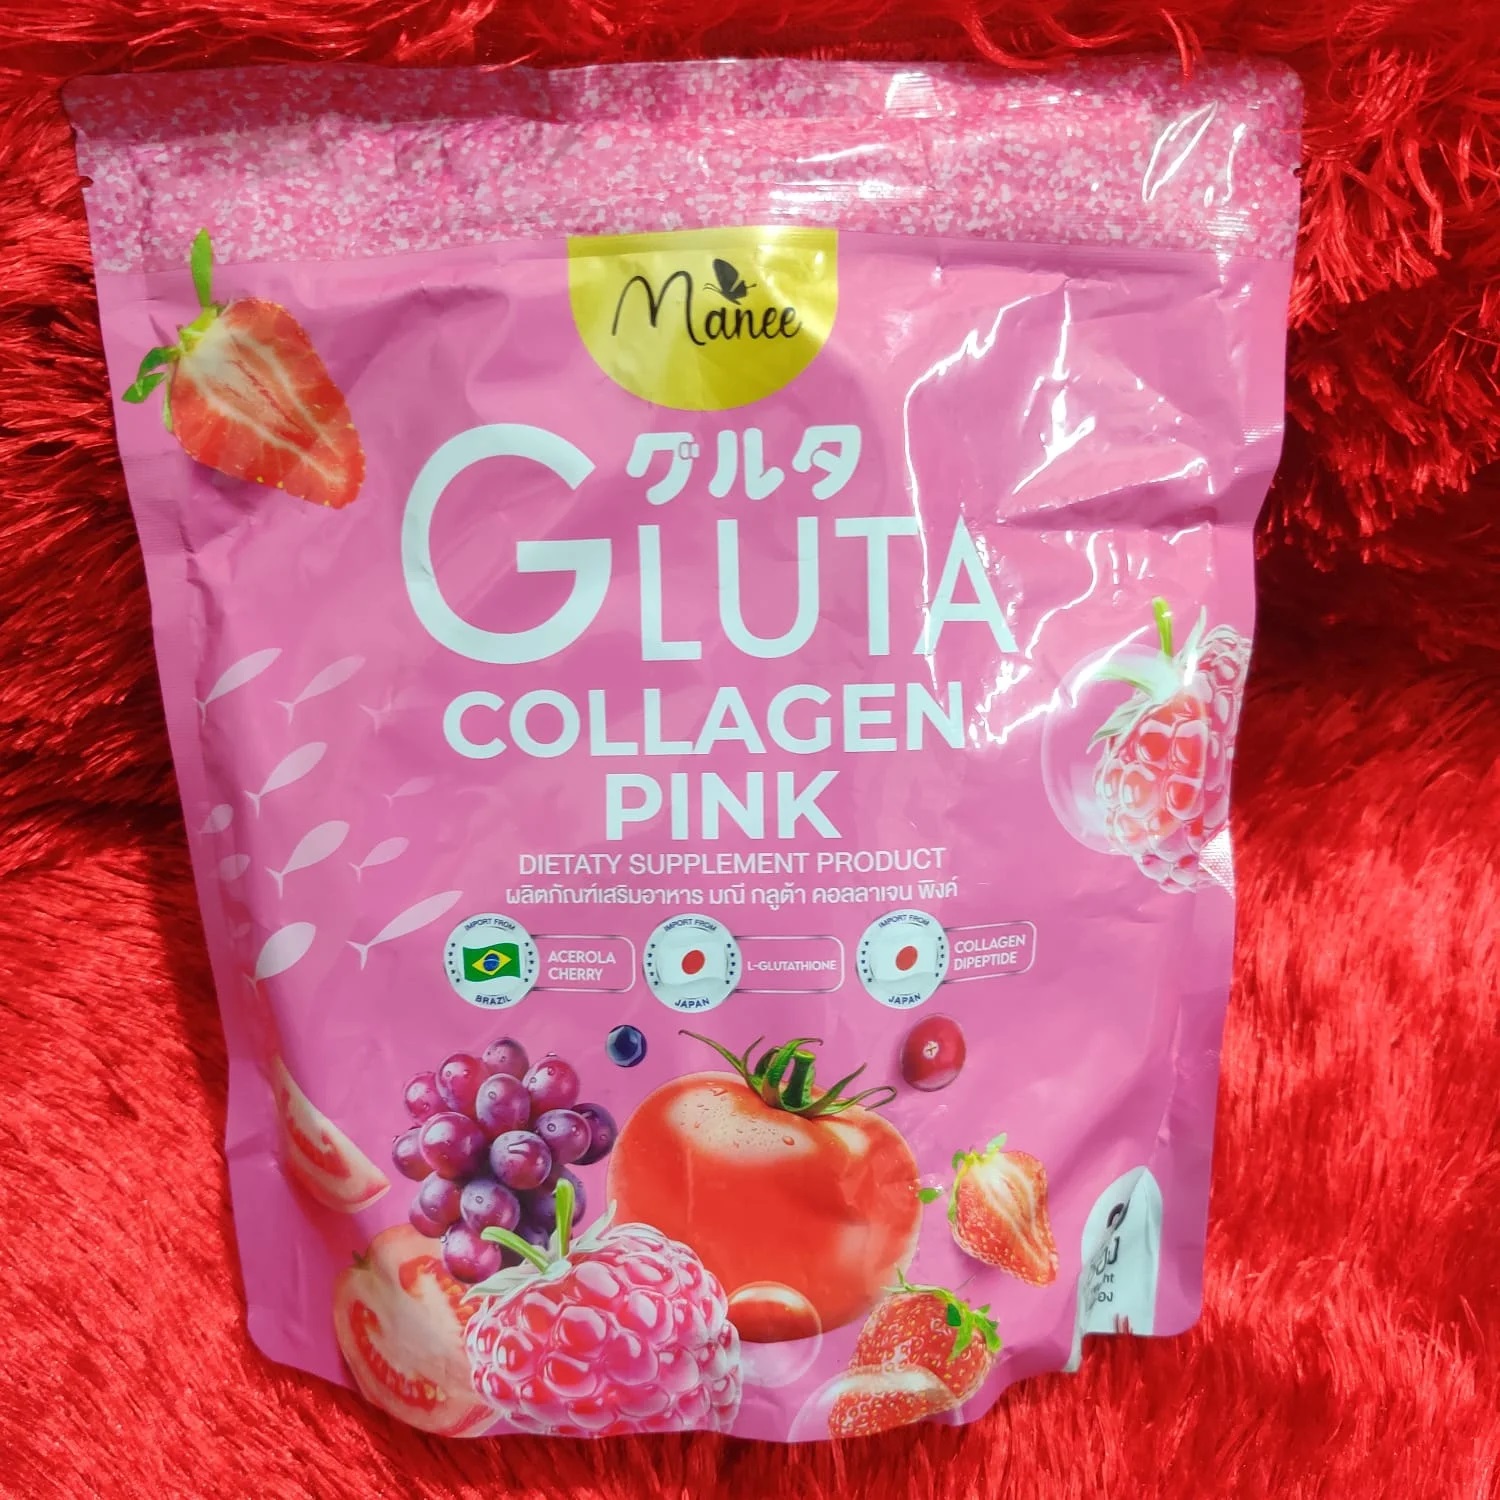 manee
グルタ
GLUTA
COLLAGEN
PINK
DIETATY SUPPLEMENT PRODUCT
ผลิตภัณฑ์เสริมอาหาร มณี กลูต้า คอลลาเจน พิงค์
IMPORT FROM
BRAZIL
ACEROLA
CHERRY
IMPORT FROM
JAPAN
L-GLUTATHIONE
IMPORT FROM
JAPAN
COLLAGEN
DIPEPTIDE